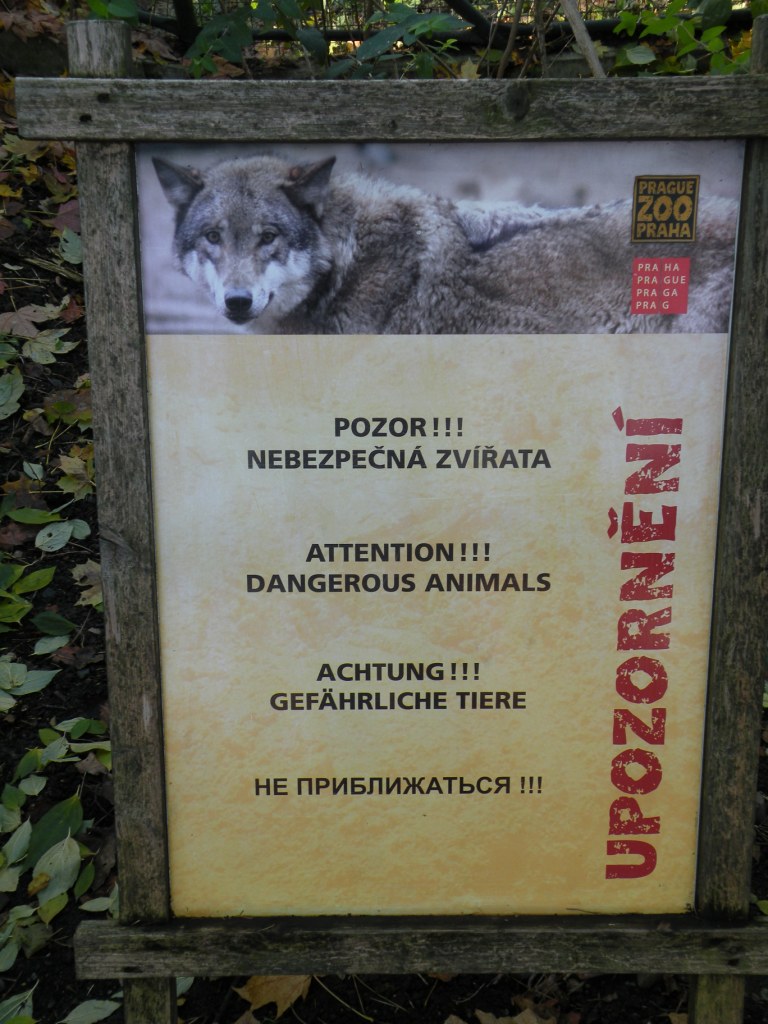 PRAGUE
ZOO
PRAHA
PRA HA
PRA GUE
PRA GA
PRA G
POZOR!!!
NEBEZPEČNÁ ZVÍŘATA
ATTENTION!!!
DANGEROUS ANIMALS
ACHTUNG!!!
GEFÄHRLICHE TIERE
НЕ ПРИБЛИЖАТЬСЯ !!!
UPOZORNĚNÍ